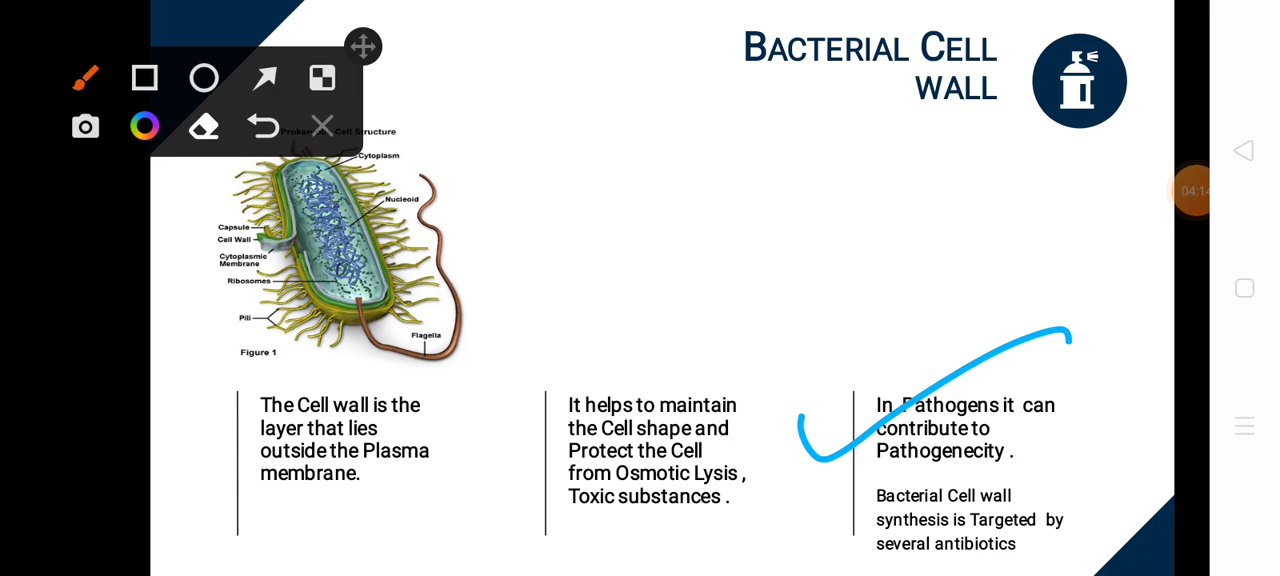 BACTERIAL CELL
WALL
04:14
Cell Structure
Cytoplasm
Nucleoid
Capsule
Cell Wall
Cytoplasmic
Membrane
Ribosomes
Pili
Flagella
Figure 1
The Cell wall is the
layer that lies
outside the Plasma
membrane.
It helps to maintain
the Cell shape and
Protect the Cell
from Osmotic Lysis ,
Toxic substances .
In Pathogens it can
contribute to
Pathogenecity .
Bacterial Cell wall
synthesis is Targeted by
several antibiotics